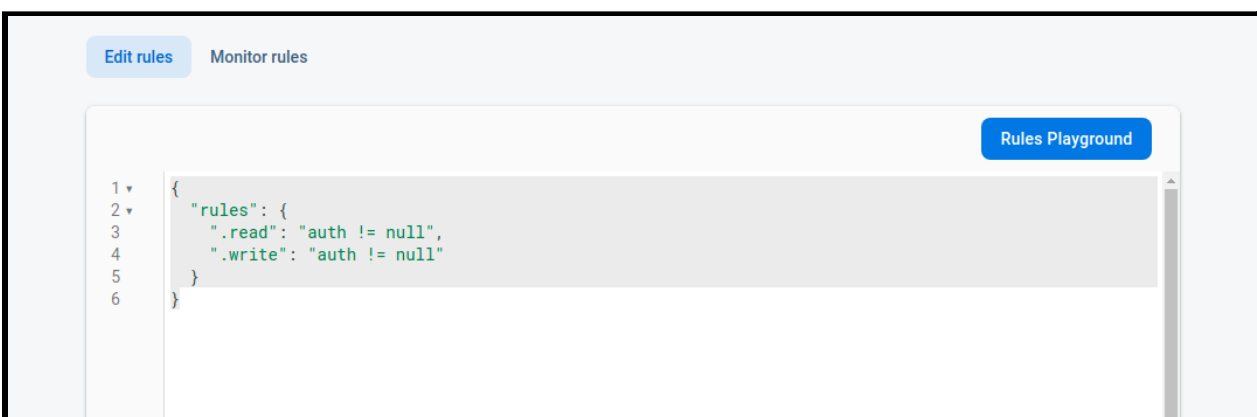 Edit rules Monitor rules
Rules Playground
1 {
2 "rules": {
3 ".read": "auth != null",
4 ".write": "auth != null"
5 }
6 }